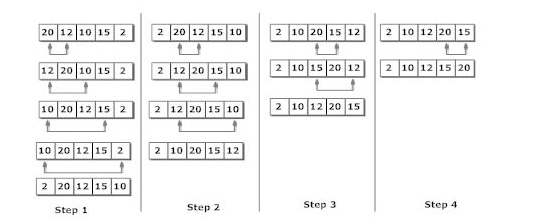 20 12 10 15 2
12 20 10 15 2
10 20 12 15 2
10 20 12 15 2
2 20 12 15 10
Step 1
2 20 12 15 10
2 12 20 15 10
2 12 20 15 10
2 10 20 15 12
Step 2
2 10 20 15 12
2 10 15 20 12
2 10 12 20 15
Step 3
2 10 12 20 15
2 10 12 15 20
Step 4